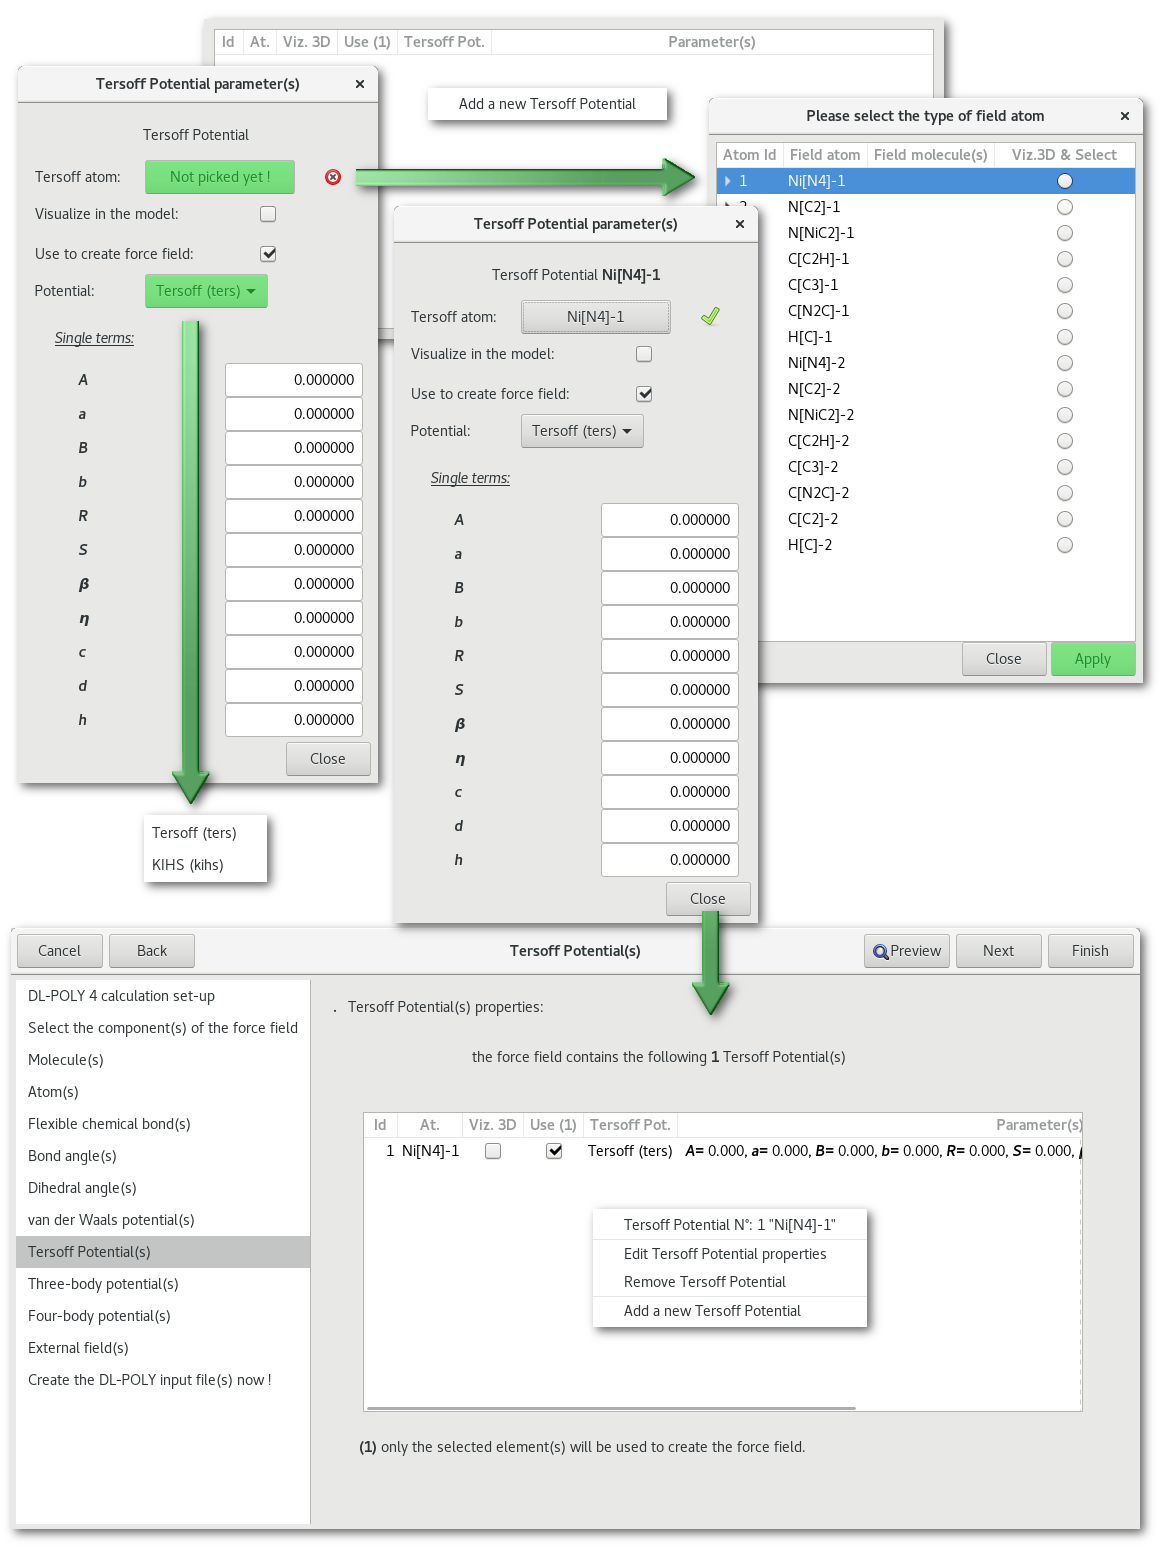 Id At. Viz. 3D Use (1) Tersoff Pot. Parameter(s)
Add a new Tersoff Potential
Tersoff Potential parameter(s)
Tersoff Potential
Tersoff atom: Not picked yet !
Visualize in the model:
Use to create force field:
Potential: Tersoff (ters)
Single terms:
A 0.000000
a 0.000000
B 0.000000
b 0.000000
R 0.000000
S 0.000000
β 0.000000
η 0.000000
c 0.000000
d 0.000000
h 0.000000
Close
Tersoff (ters)
KIHS (kihs)
Please select the type of field atom
Atom Id Field atom Field molecule(s) Viz.3D & Select
1 Ni[N4]-1
2 N[C2]-1
N[NiC2]-1
C[C2H]-1
C[C3]-1
C[N2C]-1
H[C]-1
Ni[N4]-2
N[C2]-2
N[NiC2]-2
C[C2H]-2
C[C3]-2
C[N2C]-2
C[C2]-2
H[C]-2
Close Apply
Tersoff Potential parameter(s)
Tersoff Potential Ni[N4]-1
Tersoff atom: Ni[N4]-1
Visualize in the model:
Use to create force field:
Potential: Tersoff (ters)
Single terms:
A 0.000000
a 0.000000
B 0.000000
b 0.000000
R 0.000000
S 0.000000
β 0.000000
η 0.000000
c 0.000000
d 0.000000
h 0.000000
Close
Cancel Back Tersoff Potential(s) Preview Next Finish
DL-POLY 4 calculation set-up
Select the component(s) of the force field
Molecule(s)
Atom(s)
Flexible chemical bond(s)
Bond angle(s)
Dihedral angle(s)
van der Waals potential(s)
Tersoff Potential(s)
Three-body potential(s)
Four-body potential(s)
External field(s)
Create the DL-POLY input file(s) now !
. Tersoff Potential(s) properties:
the force field contains the following 1 Tersoff Potential(s)
Id At. Viz. 3D Use (1) Tersoff Pot. Parameter(s)
1 Ni[N4]-1 Tersoff (ters) A= 0.000, a= 0.000, B= 0.000, b= 0.000, R= 0.000, S= 0.000,
Tersoff Potential N°: 1 "Ni[N4]-1"
Edit Tersoff Potential properties
Remove Tersoff Potential
Add a new Tersoff Potential
(1) only the selected element(s) will be used to create the force field.